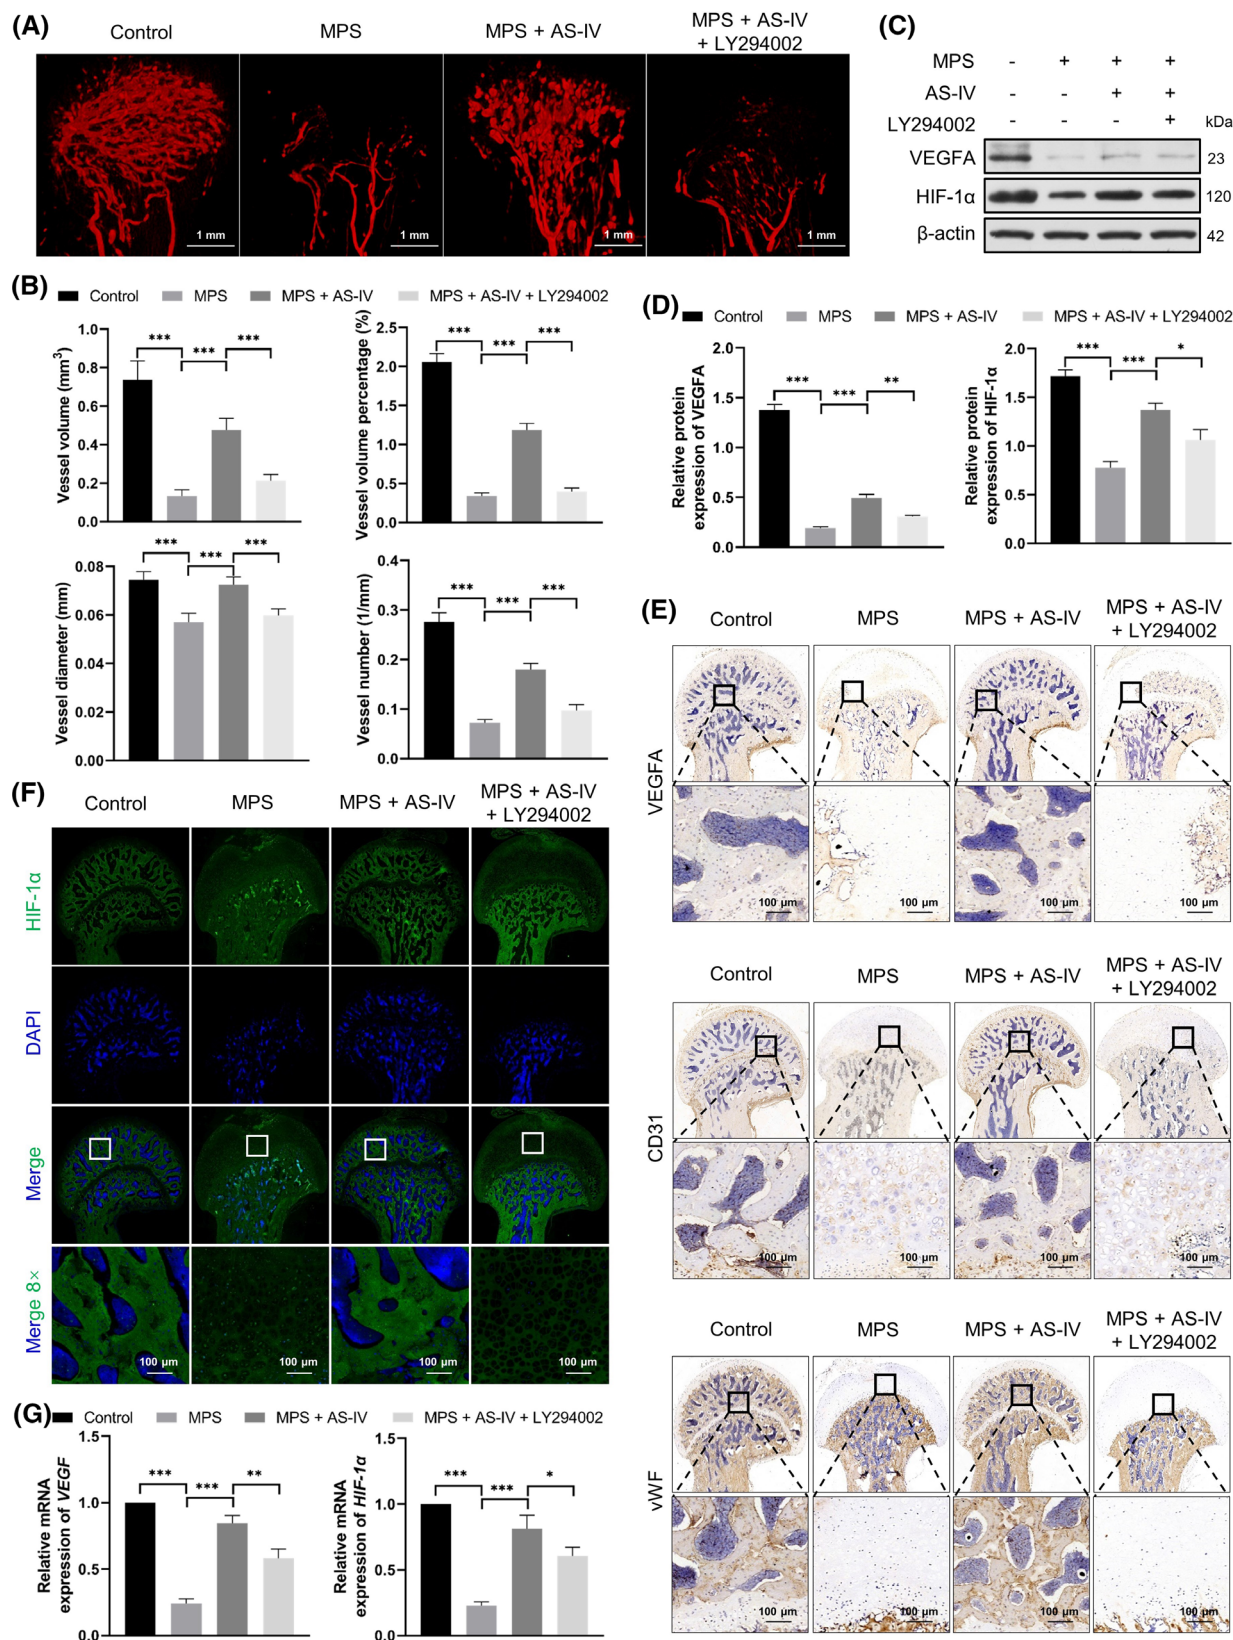 (A)
Control
MPS
MPS + AS-IV
MPS + AS-IV
+ LY294002
1 mm
1 mm
1 mm
1 mm
(B)
Control
MPS
MPS + AS-IV
MPS + AS-IV + LY294002
Vessel volume (mm³)
1.0
0.8
0.6
0.4
0.2
0.0
***
***
***
Vessel volume percentage (%)
2.5
2.0
1.5
1.0
0.5
0.0
***
***
***
Vessel diameter (mm)
0.08
0.06
0.04
0.02
0.00
***
***
***
Vessel number (1/mm)
0.4
0.3
0.2
0.1
0.0
***
***
***
(C)
MPS - + + +
AS-IV - - + +
LY294002 - - - +
kDa
VEGFA 23
HIF-1α 120
β-actin 42
(D)
Control
MPS
MPS + AS-IV
MPS + AS-IV + LY294002
Relative protein
expression of VEGFA
2.0
1.5
1.0
0.5
0.0
***
***
**
Relative protein
expression of HIF-1α
2.0
1.5
1.0
0.5
0.0
***
***
*
(E)
Control
MPS
MPS + AS-IV
MPS + AS-IV
+ LY294002
VEGFA
100 μm
100 μm
100 μm
100 μm
Control
MPS
MPS + AS-IV
MPS + AS-IV
+ LY294002
CD31
100 μm
100 μm
100 μm
100 μm
Control
MPS
MPS + AS-IV
MPS + AS-IV
+ LY294002
vWF
100 μm
100 μm
100 μm
100 μm
(F)
Control
MPS
MPS + AS-IV
MPS + AS-IV
+ LY294002
HIF-1α
DAPI
Merge
Merge 8×
100 μm
100 μm
100 μm
100 μm
(G)
Control
MPS
MPS + AS-IV
MPS + AS-IV + LY294002
Relative mRNA
expression of VEGF
1.5
1.0
0.5
0.0
***
***
**
Relative mRNA
expression of HIF-1α
1.5
1.0
0.5
0.0
***
***
*